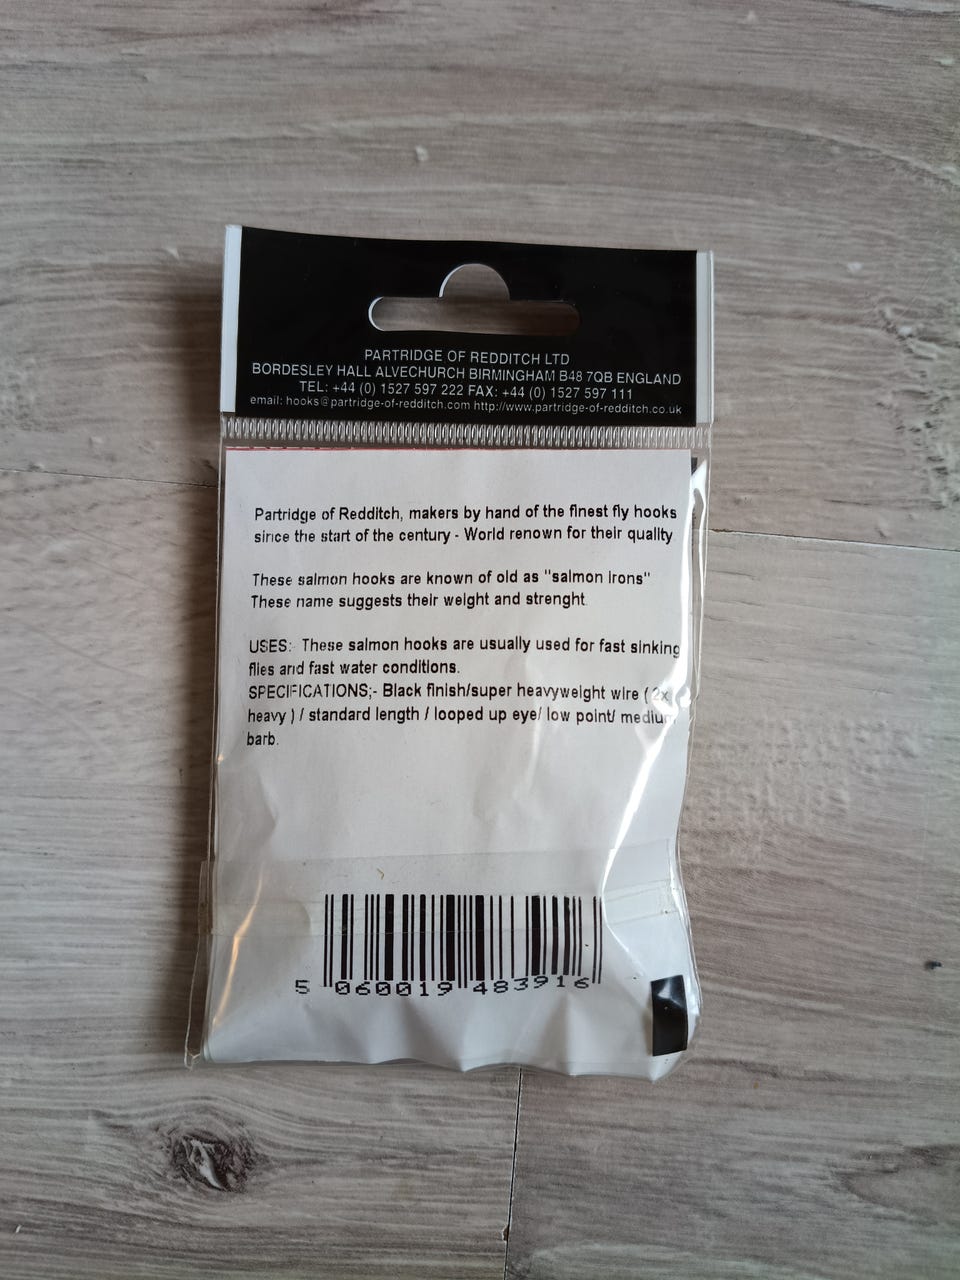 PARTRIDGE OF REDDITCH LTD
BORDESLEY HALL ALVECHURCH BIRMINGHAM B48 7QB ENGLAND
TEL: +44 (0) 1527 597 222 FAX: +44 (0) 1527 597 111
email: hooks@partridge-of-redditch.com http://www.partridge-of-redditch.co.uk
Partridge of Redditch, makers by hand of the finest fly hooks
since the start of the century - World renown for their quality
These salmon hooks are known of old as "salmon irons"
These name suggests their weight and strenght.
USES:- These salmon hooks are usually used for fast sinking
flies and fast water conditions.
SPECIFICATIONS;- Black finish/super heavyweight wire ( 2x
heavy ) / standard length / looped up eye/ low point/ medium
barb.
5 060019 483916